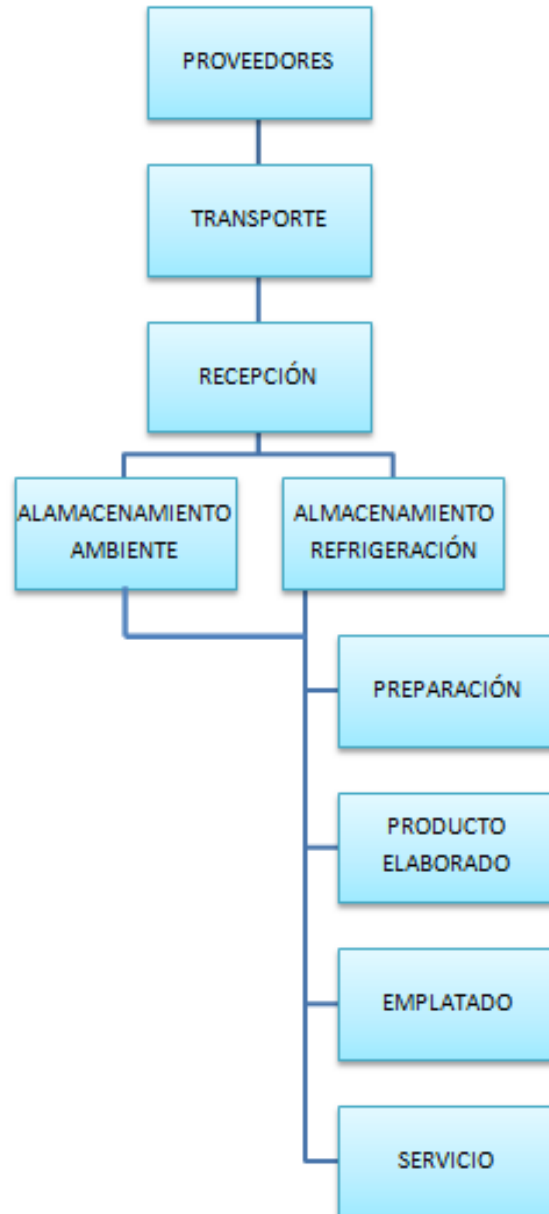 PROVEEDORES
TRANSPORTE
RECEPCIÓN
ALAMACENAMIENTO
AMBIENTE
ALMACENAMIENTO
REFRIGERACIÓN
PREPARACIÓN
PRODUCTO
ELABORADO
EMPLATADO
SERVICIO